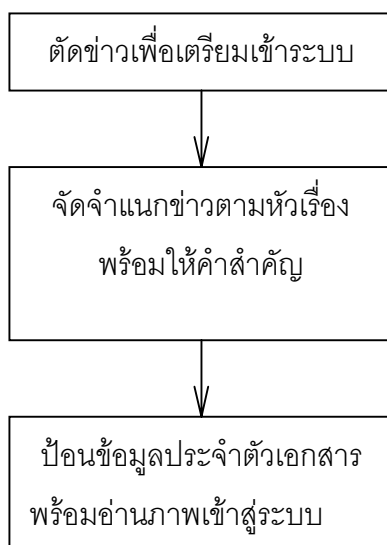 ตัดข่าวเพื่อเตรียมเข้าระบบ
จัดจำแนกข่าวตามหัวเรื่อง
พร้อมให้คำสำคัญ
ป้อนข้อมูลประจำตัวเอกสาร
พร้อมอ่านภาพเข้าสู่ระบบ